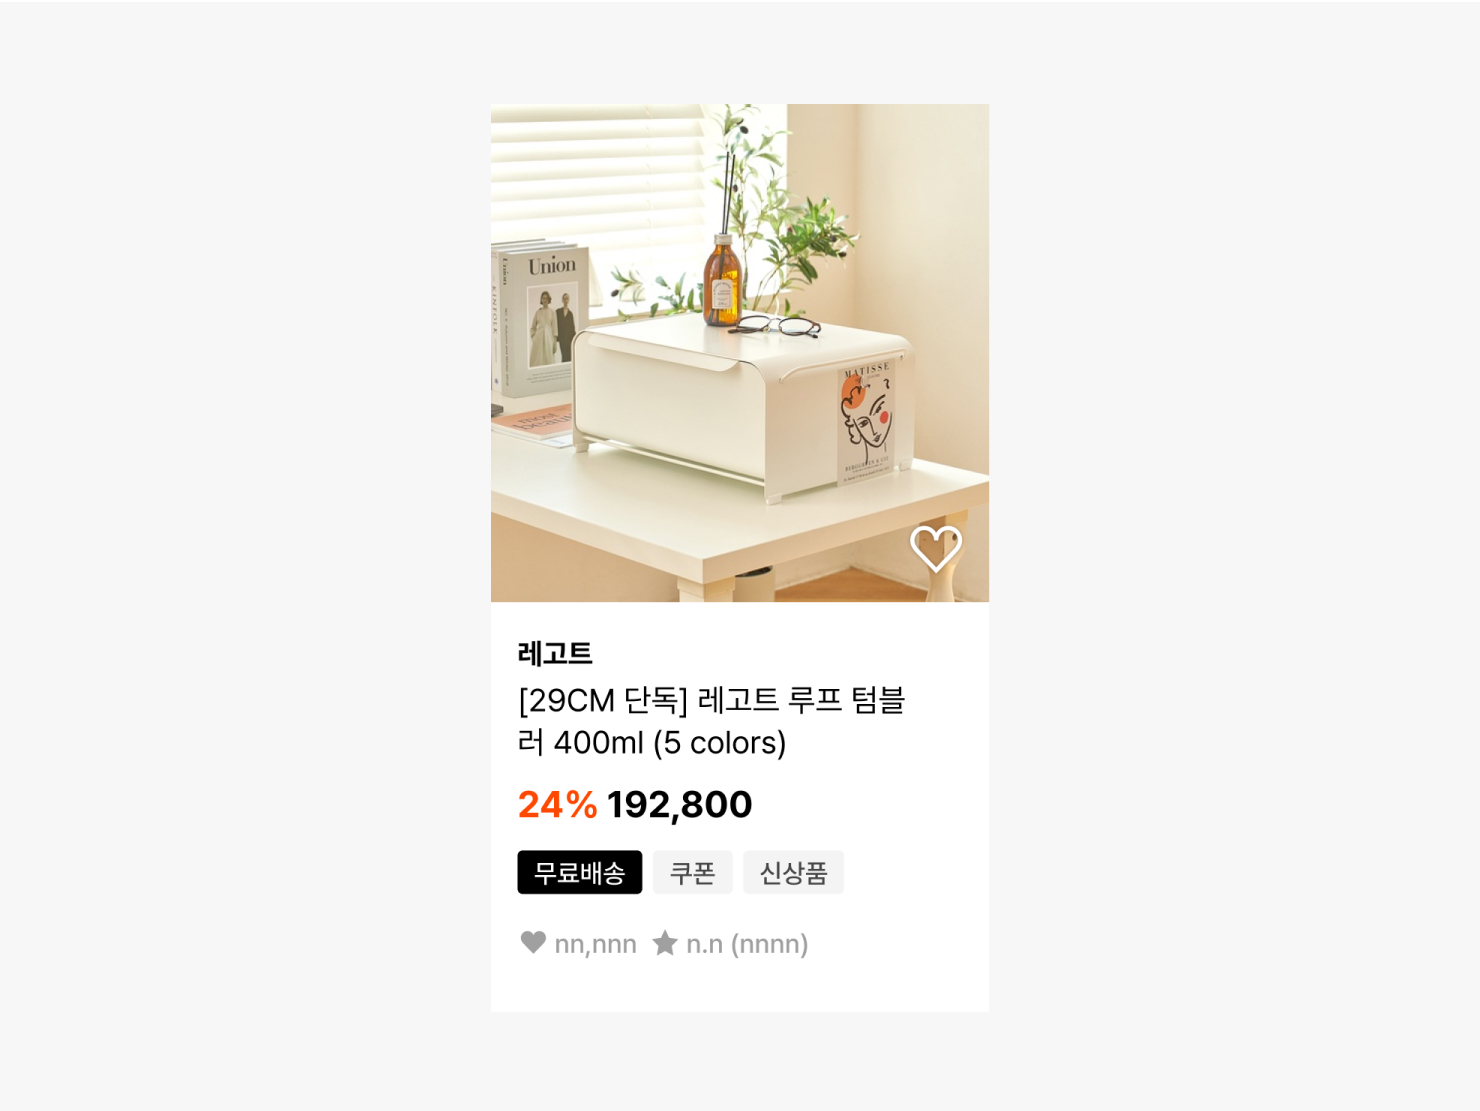 Union
KINFOLK
MATISSE
레고트
[29CM 단독] 레고트 루프 텀블
러 400ml (5 colors)
24% 192,800
무료배송 쿠폰 신상품
nn,nnn n.n (nnnn)